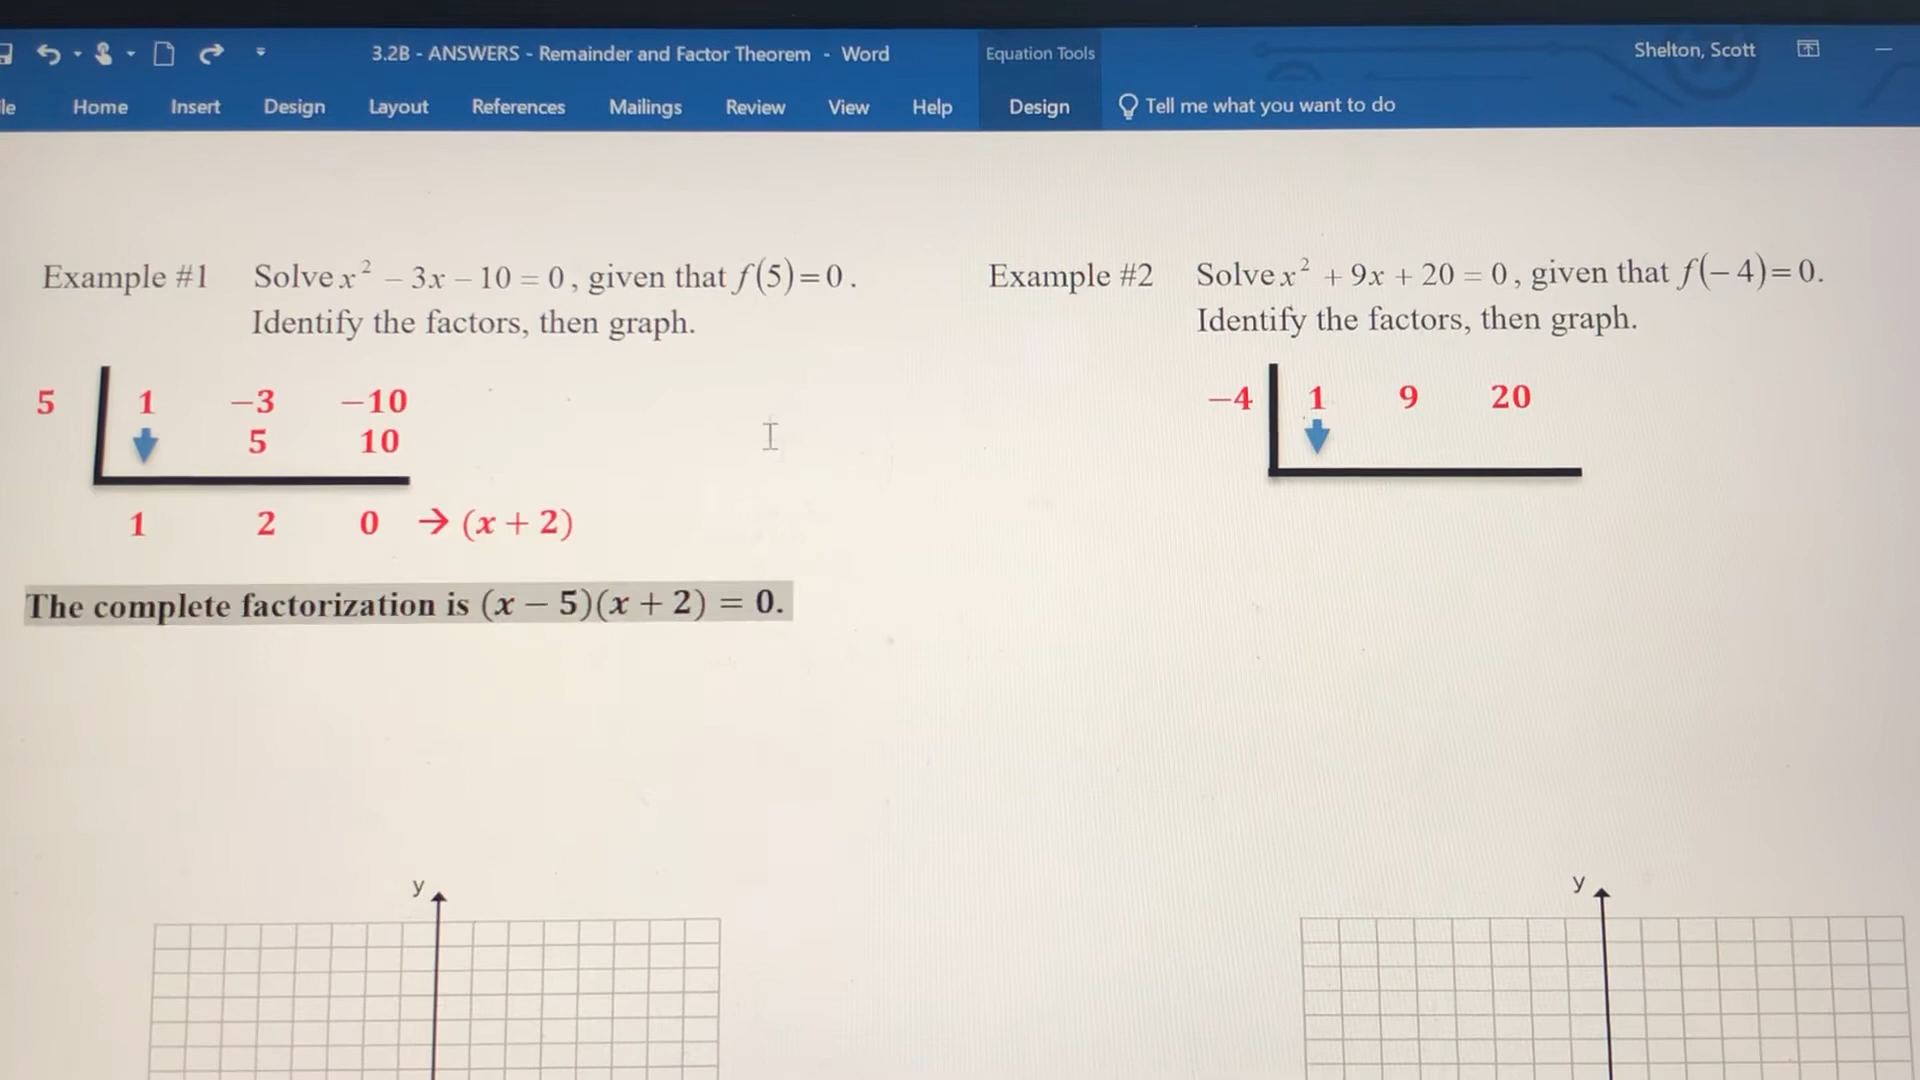 3.2B - ANSWERS - Remainder and Factor Theorem - Word
Equation Tools
Shelton, Scott
le Home Insert Design Layout References Mailings Review View Help Design Tell me what you want to do
Example #1 Solve x² – 3x – 10 = 0, given that f(5)=0.
Identify the factors, then graph.
5 1 −3 −10
5 10
1 2 0 → (x + 2)
The complete factorization is (x − 5)(x + 2) = 0.
y
Example #2 Solve x² + 9x + 20 = 0, given that f(– 4)=0.
Identify the factors, then graph.
−4 1 9 20
y